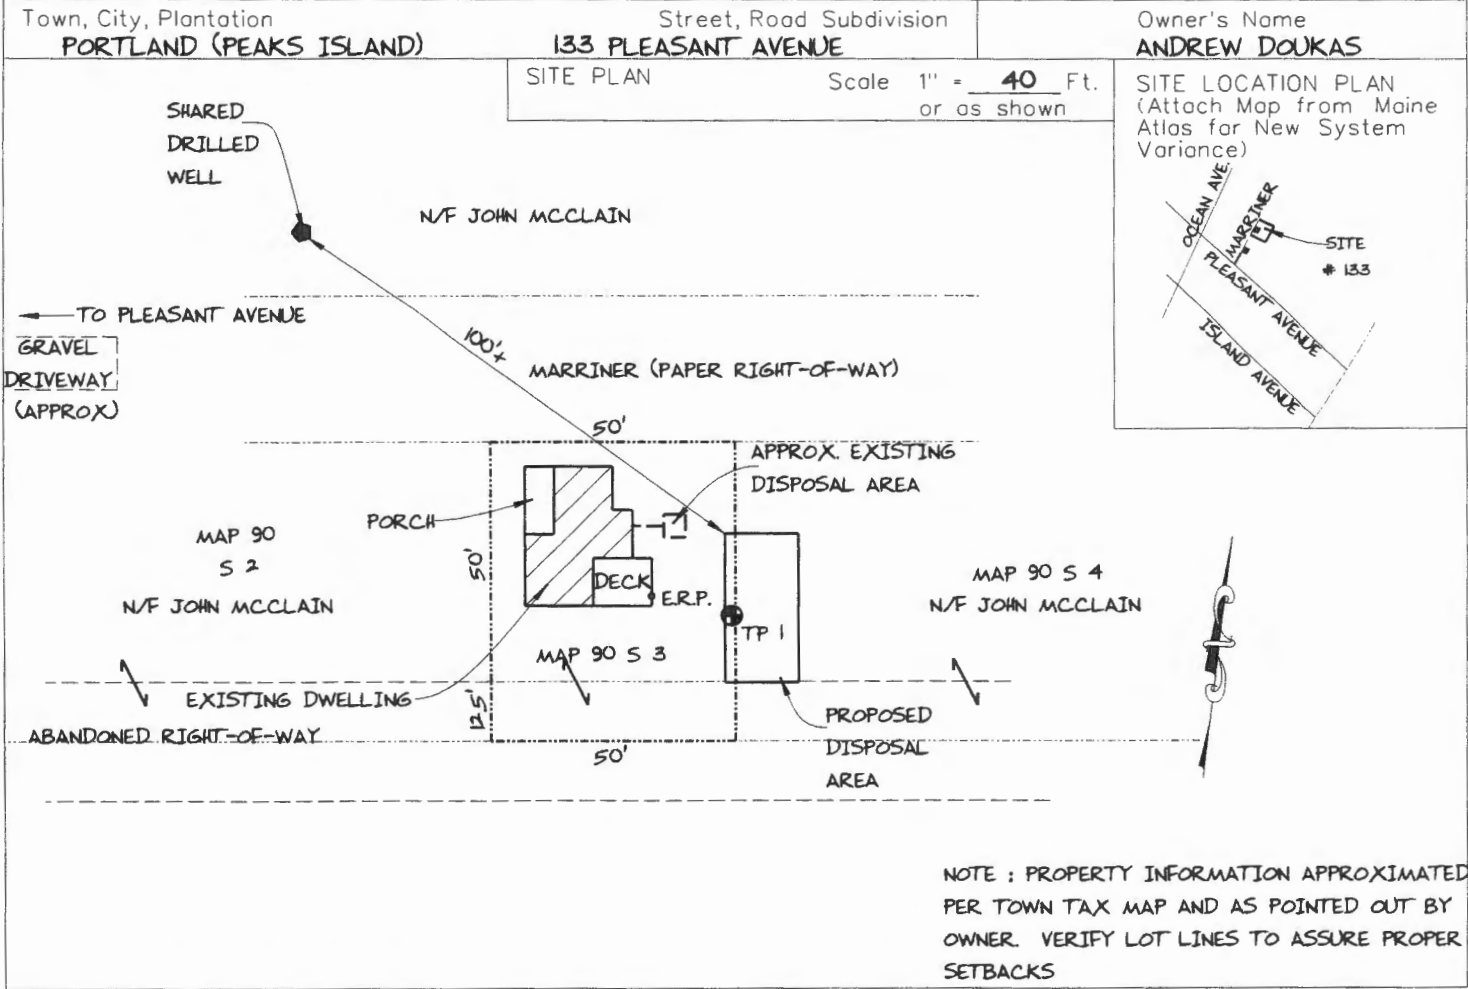 Town, City, Plantation
PORTLAND (PEAKS ISLAND)
Street, Road Subdivision
133 PLEASANT AVENUE
Owner's Name
ANDREW DOUKAS
SITE PLAN
Scale 1" = 40 Ft.
or as shown
SITE LOCATION PLAN
(Attach Map from Maine
Atlas for New System
Variance)
OCEAN AVE.
MARRINER
SITE
# 133
PLEASANT AVENUE
ISLAND AVENUE
SHARED
DRILLED
WELL
N/F JOHN MCCLAIN
TO PLEASANT AVENUE
GRAVEL
DRIVEWAY
(APPROX)
100'+
MARRINER (PAPER RIGHT-OF-WAY)
50'
APPROX. EXISTING
DISPOSAL AREA
PORCH
MAP 90
S 2
N/F JOHN MCCLAIN
50'
DECK
E.R.P.
TP 1
MAP 90 S 4
N/F JOHN MCCLAIN
MAP 90 S 3
EXISTING DWELLING
12.5'
PROPOSED
DISPOSAL
AREA
ABANDONED RIGHT-OF-WAY
50'
NOTE : PROPERTY INFORMATION APPROXIMATED
PER TOWN TAX MAP AND AS POINTED OUT BY
OWNER. VERIFY LOT LINES TO ASSURE PROPER
SETBACKS